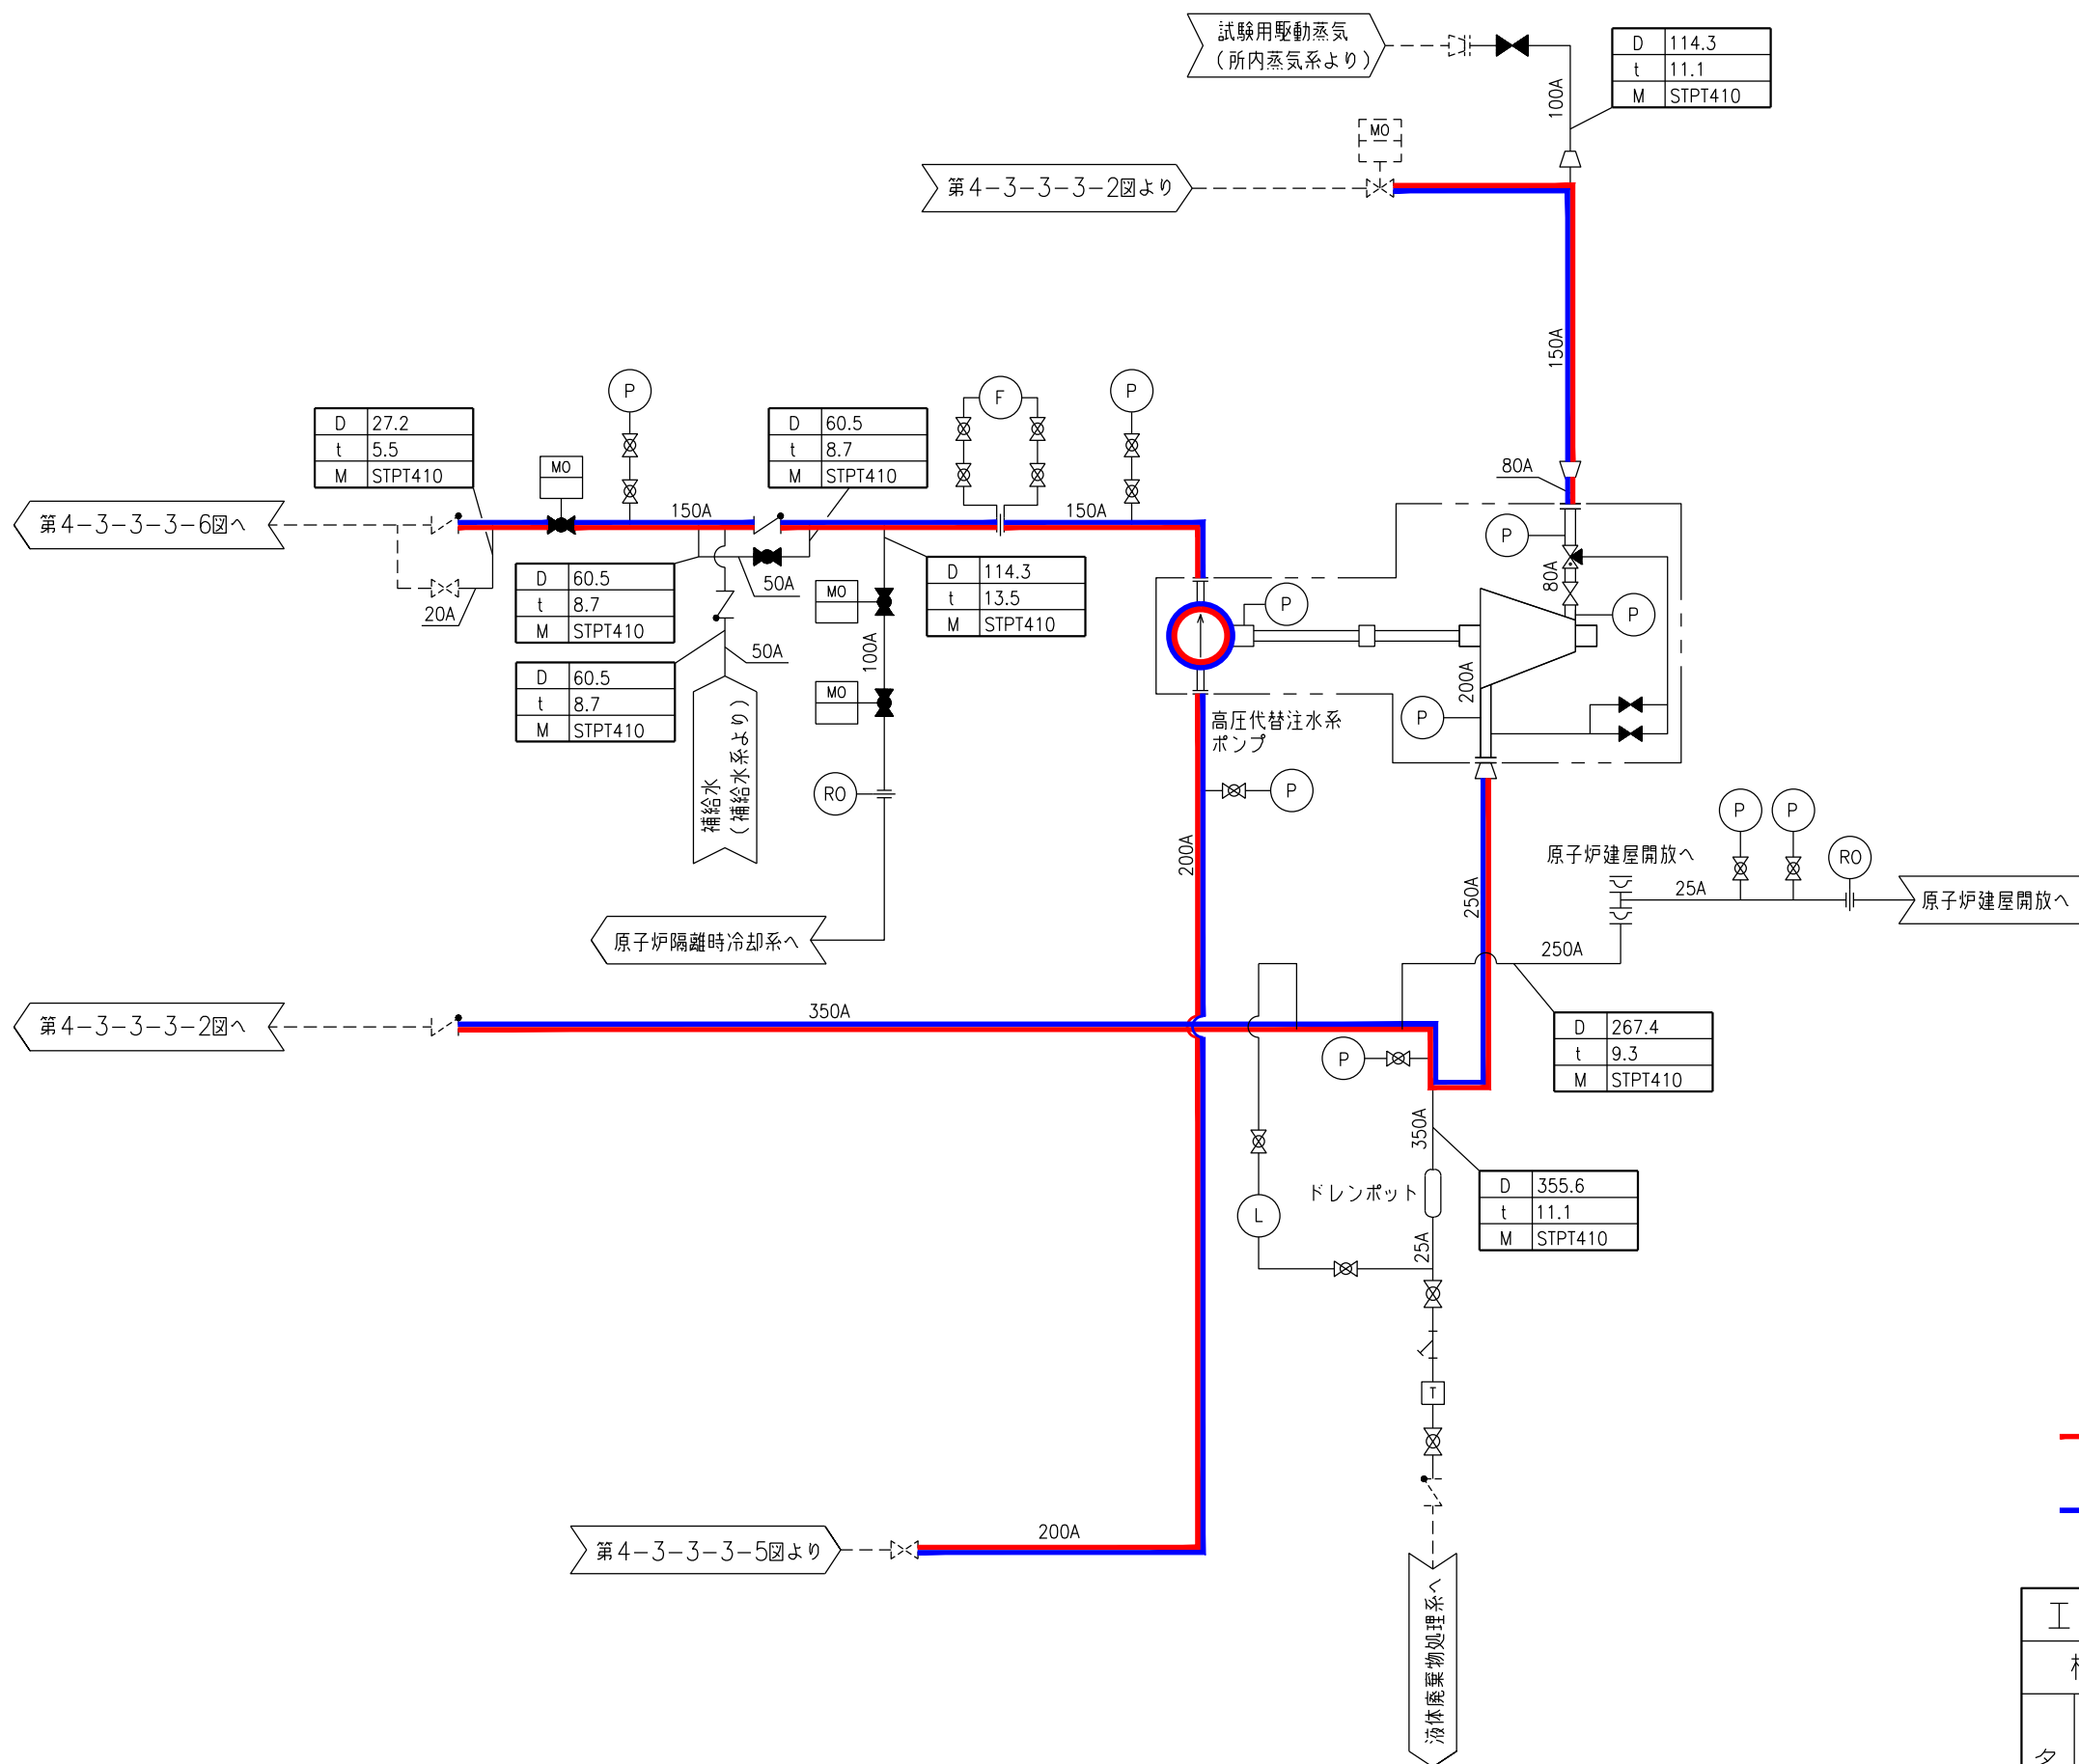 試験用駆動蒸気
(所内蒸気系より)
D 114.3
t 11.1
M STPT410
100A
MO
第4-3-3-3-2図より
150A
P
F
P
D 27.2
t 5.5
M STPT410
D 60.5
t 8.7
M STPT410
MO
80A
第4-3-3-3-6図へ
150A
150A
P
D 60.5
t 8.7
M STPT410
50A
MO
D 114.3
t 13.5
M STPT410
80A
20A
P
P
D 60.5
t 8.7
M STPT410
50A
100A
MO
200A
P
高圧代替注水系
ポンプ
補給水
(補給水系より)
RO
P
200A
P
P
RO
原子炉建屋開放へ
25A
原子炉建屋開放へ
250A
原子炉隔離時冷却系へ
250A
第4-3-3-3-2図へ
350A
P
D 267.4
t 9.3
M STPT410
350A
ドレンポット
D 355.6
t 11.1
M STPT410
L
25A
T
200A
第4-3-3-3-5図より
液体廃棄物処理系へ
工